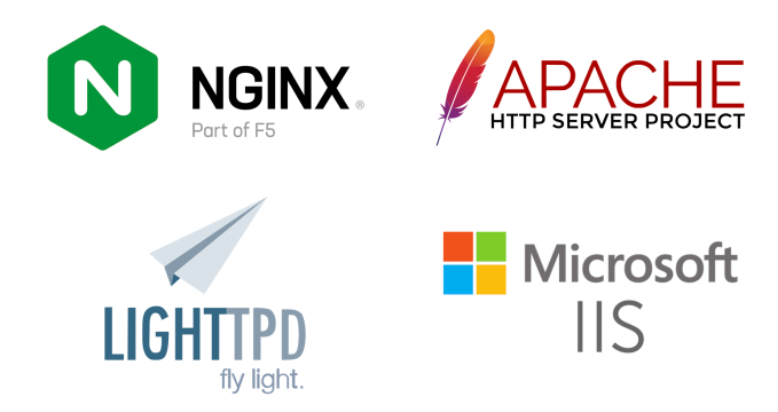 N NGINX®
Part of F5
APACHE
HTTP SERVER PROJECT
LIGHTTPD
fly light.
Microsoft
IIS